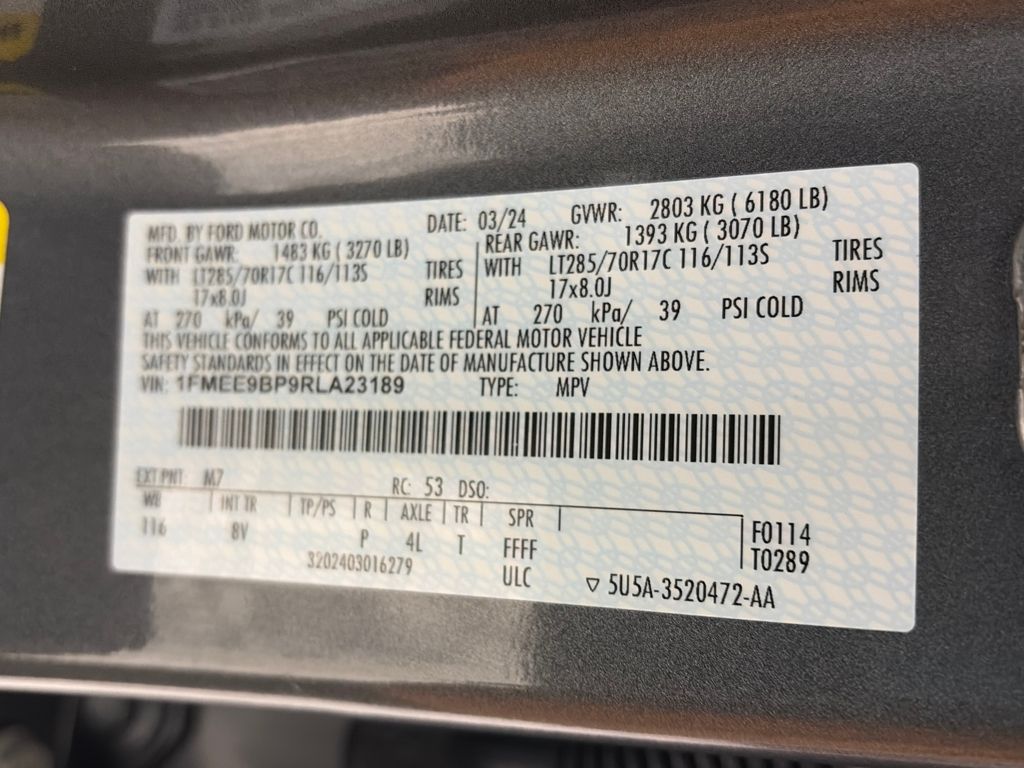 MFD. BY FORD MOTOR CO. DATE: 03/24 GVWR: 2803 KG ( 6180 LB)
FRONT GAWR: 1483 KG ( 3270 LB) REAR GAWR: 1393 KG ( 3070 LB)
WITH LT285/70R17C 116/113S TIRES WITH LT285/70R17C 116/113S TIRES
17x8.0J RIMS 17x8.0J RIMS
AT 270 kPa/ 39 PSI COLD AT 270 kPa/ 39 PSI COLD
THIS VEHICLE CONFORMS TO ALL APPLICABLE FEDERAL MOTOR VEHICLE
SAFETY STANDARDS IN EFFECT ON THE DATE OF MANUFACTURE SHOWN ABOVE.
VIN: 1FMEE9BP9RLA23189 TYPE: MPV
EXT PNT: M7 RC: 53 DSO:
WB INT TR TP/PS R AXLE TR SPR
116 8V P 4L T FFFF
F0114
T0289
3202403016279 ULC ▽ 5U5A-3520472-AA